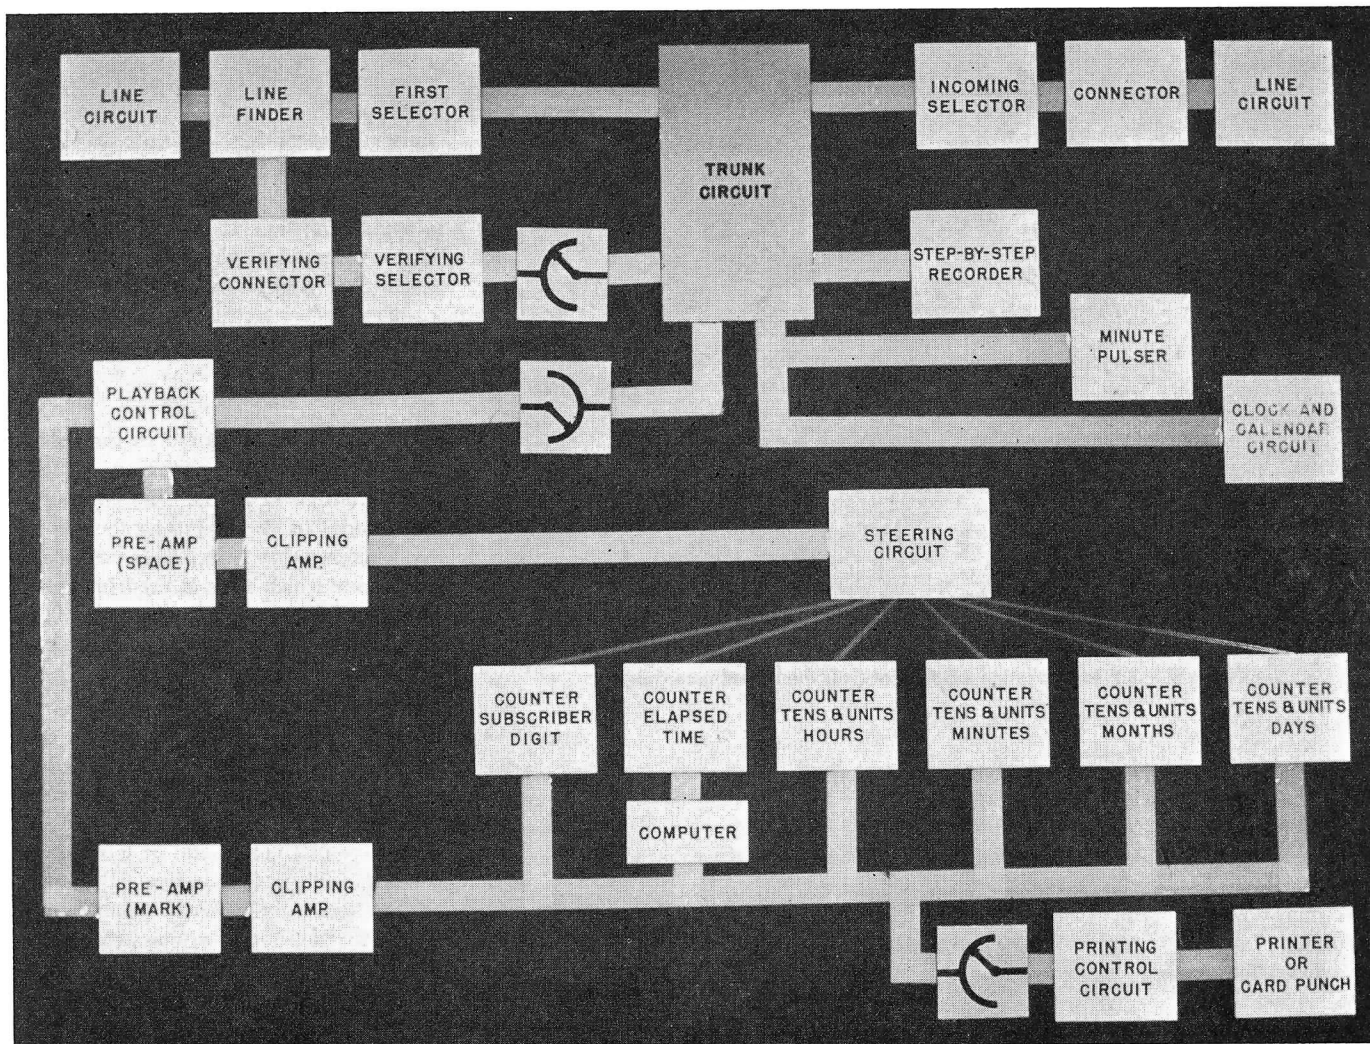 LINE
CIRCUIT
LINE
FINDER
FIRST
SELECTOR
TRUNK
CIRCUIT
INCOMING
SELECTOR
CONNECTOR
LINE
CIRCUIT
VERIFYING
CONNECTOR
VERIFYING
SELECTOR
STEP-BY-STEP
RECORDER
MINUTE
PULSER
PLAYBACK
CONTROL
CIRCUIT
CLOCK AND
CALENDAR
CIRCUIT
PRE-AMP
(SPACE)
CLIPPING
AMP.
STEERING
CIRCUIT
COUNTER
SUBSCRIBER
DIGIT
COUNTER
ELAPSED
TIME
COUNTER
TENS & UNITS
HOURS
COUNTER
TENS & UNITS
MINUTES
COUNTER
TENS & UNITS
MONTHS
COUNTER
TENS & UNITS
DAYS
COMPUTER
PRE-AMP
(MARK)
CLIPPING
AMP.
PRINTING
CONTROL
CIRCUIT
PRINTER
OR
CARD PUNCH